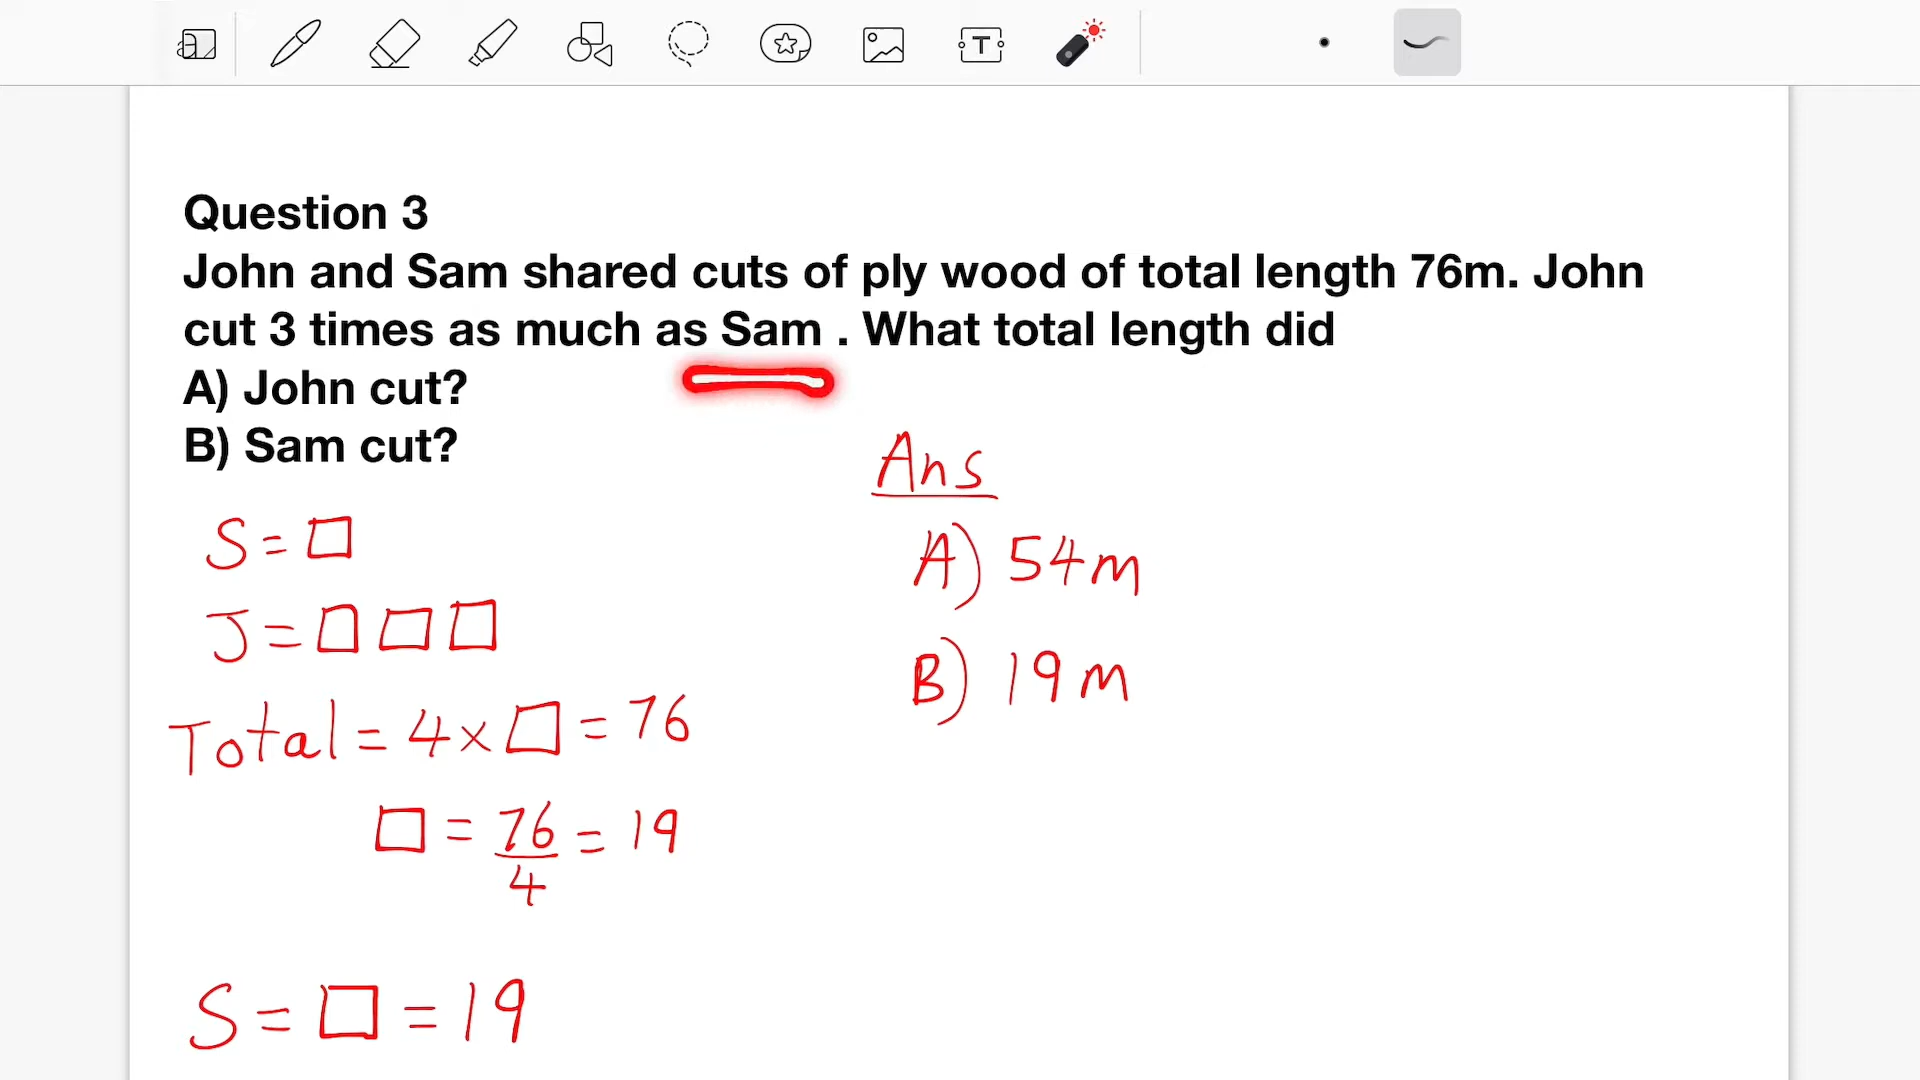 Question 3
John and Sam shared cuts of ply wood of total length 76m. John
cut 3 times as much as Sam . What total length did
A) John cut?
B) Sam cut?
S = □
J = □ □ □
Total = 4 × □ = 76
□ = 76/4 = 19
S = □ = 19
Ans
A) 54m
B) 19m